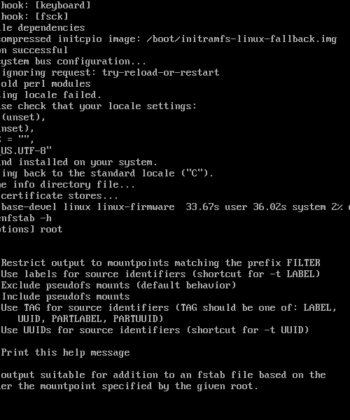 hook: [keyboard]
hook: [fsck]
le dependencies
compressed initcpio image: /boot/initramfs-linux-fallback.img
on successful
system bus configuration...
ignoring request: try-reload-or-restart
old perl modules
ing locale failed.
se check that your locale settings:
(unset),
nset),
= "",
US.UTF-8"
nd installed on your system.
ing back to the standard locale ("C").
e info directory file...
certificate stores...
base-devel linux linux-firmware 33.67s user 36.02s system 2%
enfstab -h
ptions] root
Restrict output to mountpoints matching the prefix FILTER
Use labels for source identifiers (shortcut for -t LABEL)
Exclude pseudofs mounts (default behavior)
Include pseudofs mounts
Use TAG for source identifiers (TAG should be one of: LABEL,
UUID, PARTLABEL, PARTUUID)
Use UUIDs for source identifiers (shortcut for -t UUID)
Print this help message
output suitable for addition to an fstab file based on the
er the mountpoint specified by the given root.